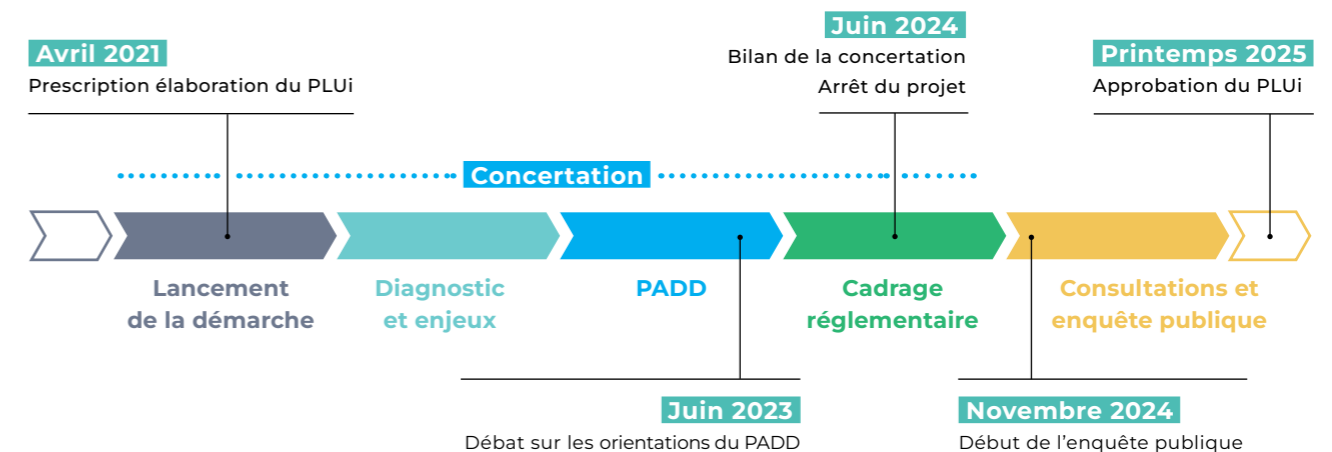 Avril 2021
Prescription élaboration du PLUi
Juin 2024
Bilan de la concertation
Arrêt du projet
Printemps 2025
Approbation du PLUi
Concertation
Lancement
de la démarche
Diagnostic
et enjeux
PADD
Cadrage
réglementaire
Consultations et
enquête publique
Juin 2023
Débat sur les orientations du PADD
Novembre 2024
Début de l’enquête publique